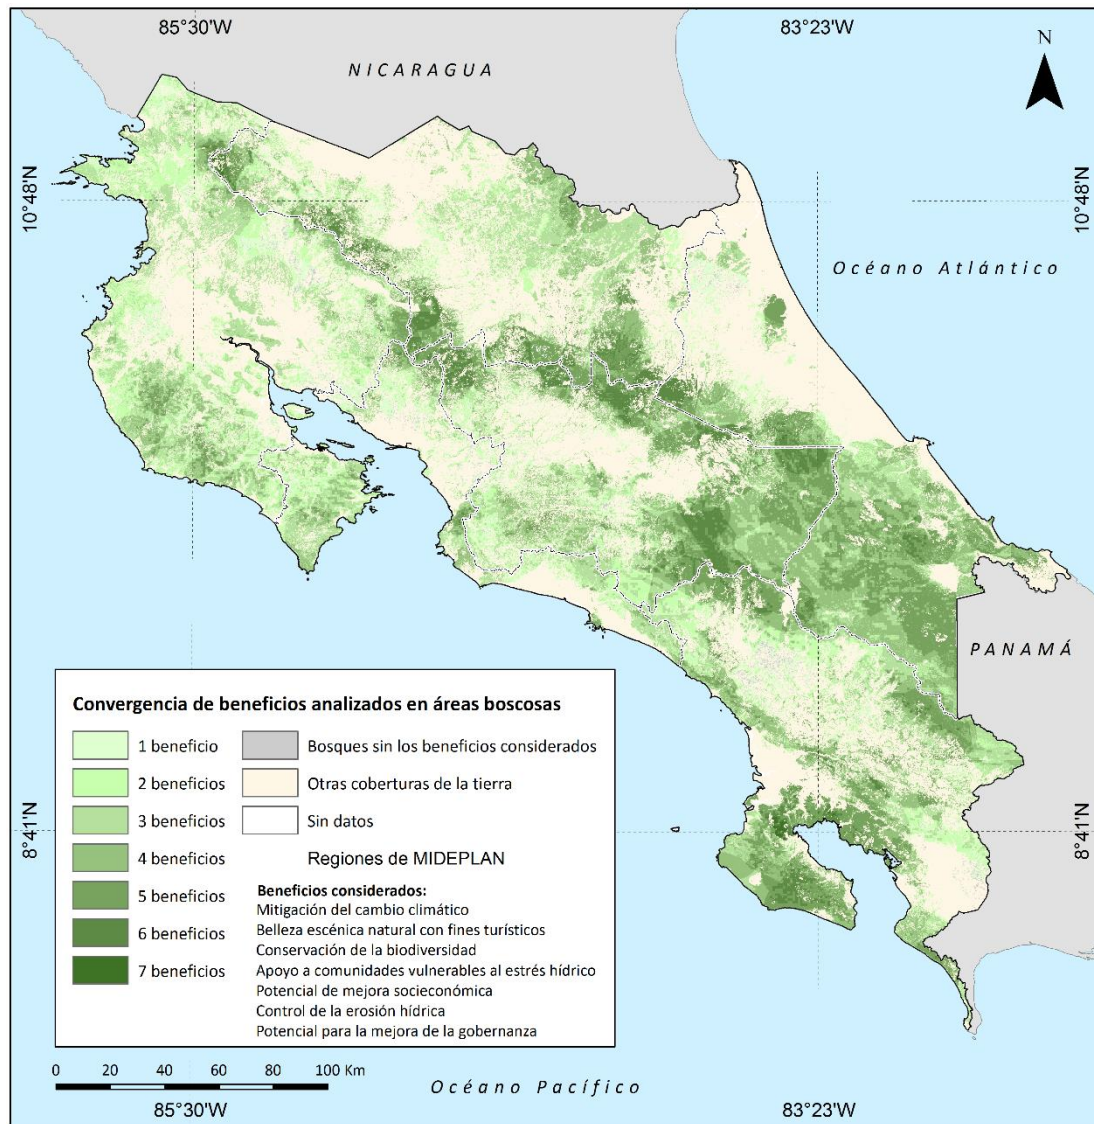 85°30'W
83°23'W
N
NICARAGUA
10°48'N
10°48'N
Océano Atlántico
PANAMÁ
Convergencia de beneficios analizados en áreas boscosas
1 beneficio
2 beneficios
3 beneficios
4 beneficios
5 beneficios
6 beneficios
7 beneficios
Bosques sin los beneficios considerados
Otras coberturas de la tierra
Sin datos
Regiones de MIDEPLAN
Beneficios considerados:
Mitigación del cambio climático
Belleza escénica natural con fines turísticos
Conservación de la biodiversidad
Apoyo a comunidades vulnerables al estrés hídrico
Potencial de mejora socioeconómica
Control de la erosión hídrica
Potencial para la mejora de la gobernanza
8°41'N
8°41'N
0 20 40 60 80 100 Km
Océano Pacífico
85°30'W
83°23'W